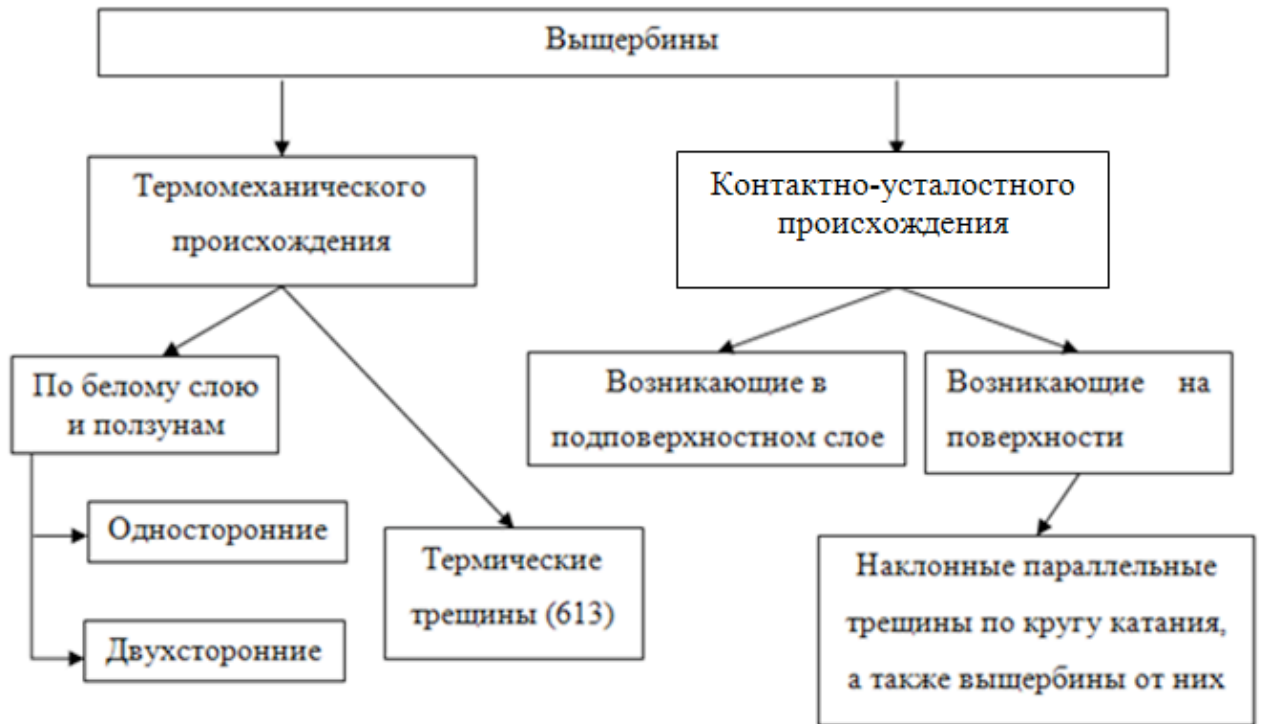 Выщербины
Термомеханического
происхождения
Контактно-усталостного
происхождения
По белому слою
и ползунам
Возникающие в
подповерхностном слое
Возникающие на
поверхности
Односторонние
Двухсторонние
Термические
трещины (613)
Наклонные параллельные
трещины по кругу катания,
а также выщербины от них